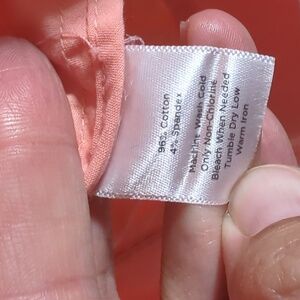 96% Cotton
4% Spandex
Machine Wash Cold
Only Non-Chlorine
Bleach When Needed
Tumble Dry Low
Warm Iron